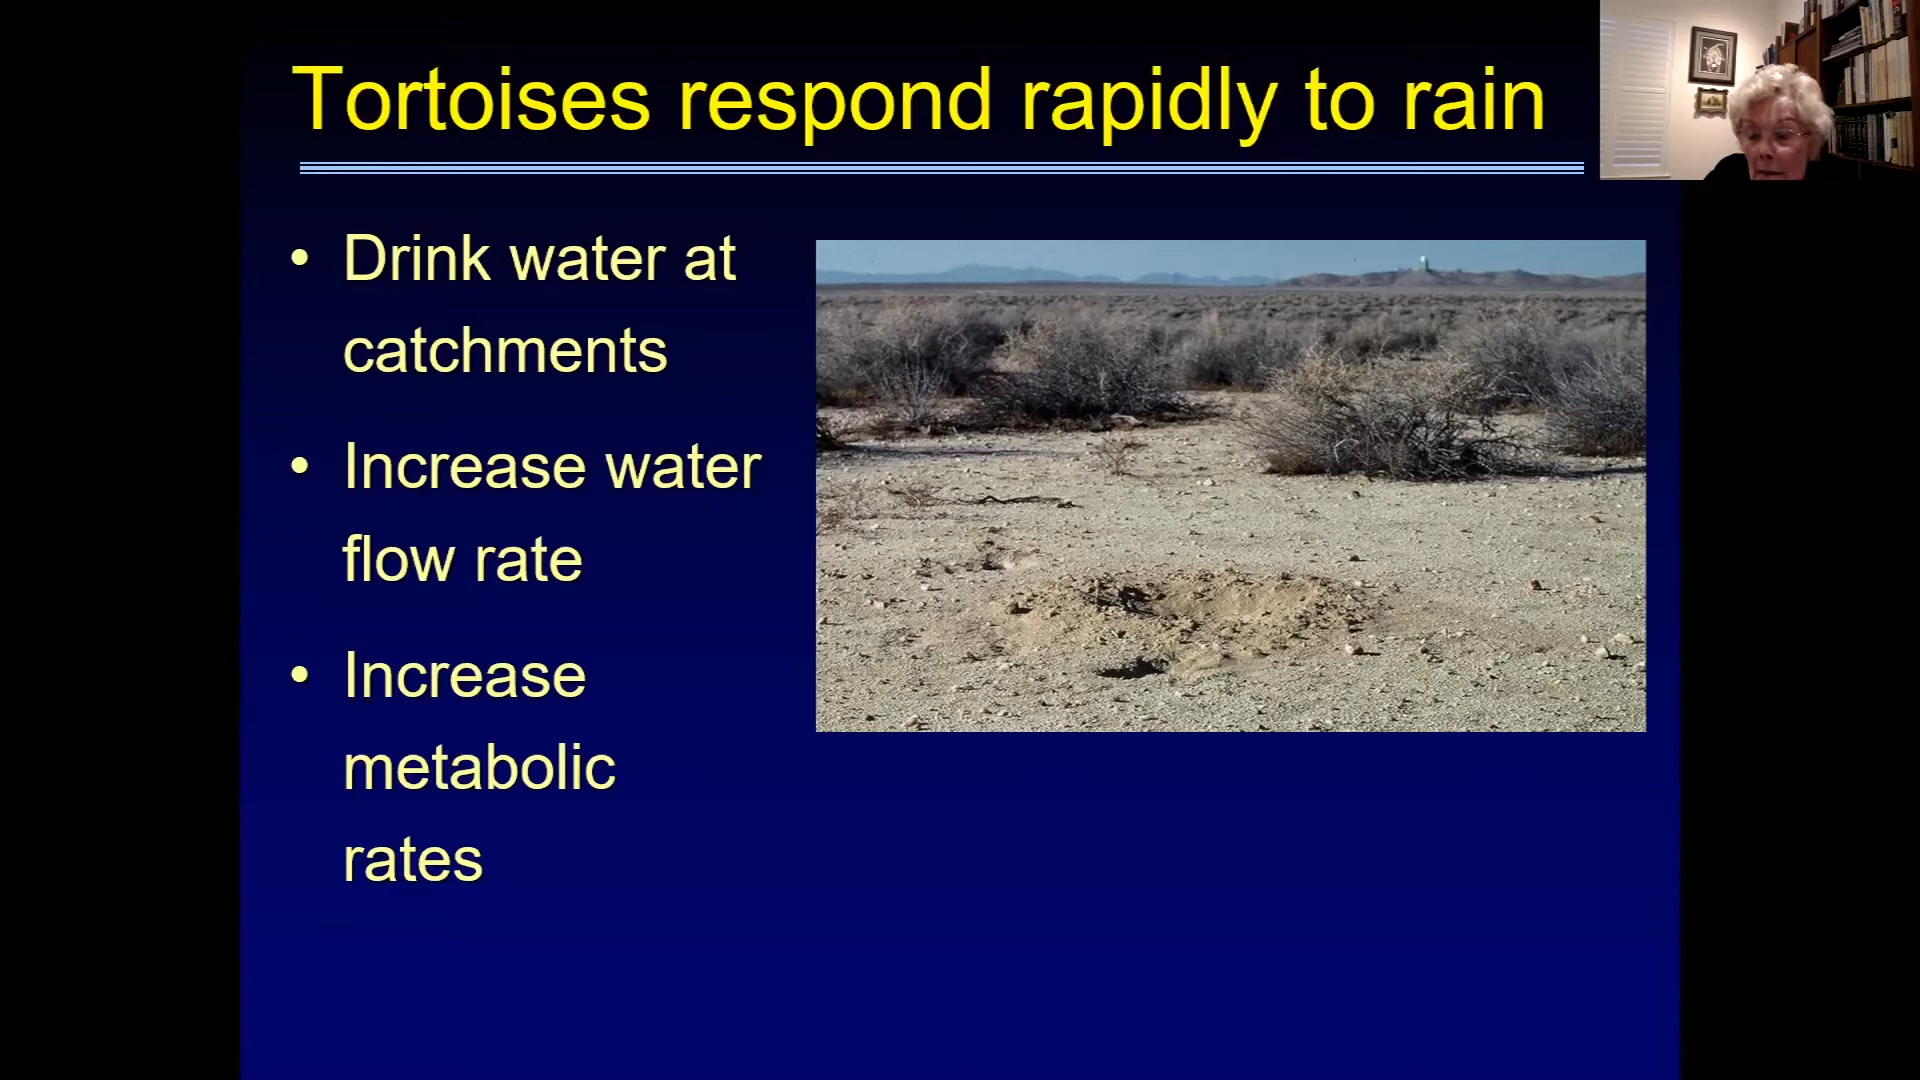 Tortoises respond rapidly to rain
• Drink water at
catchments
• Increase water
flow rate
• Increase
metabolic
rates